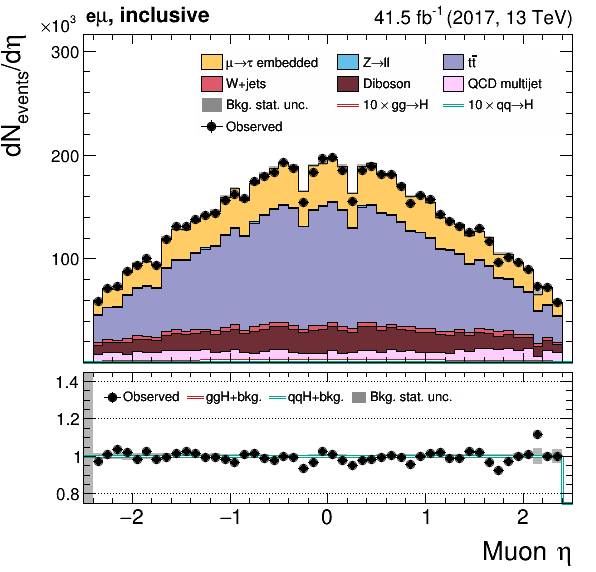 eμ, inclusive 41.5 fb⁻¹ (2017, 13 TeV)
×10³
dN_events/dη
300
μ→τ embedded Z→ll tt̄
W+jets Diboson QCD multijet
Bkg. stat. unc. 10 × gg→H 10 × qq→H
Observed
200
100
1.4
Observed ggH+bkg. qqH+bkg. Bkg. stat. unc.
1.2
1.0
0.8
−2 −1 0 1 2
Muon η